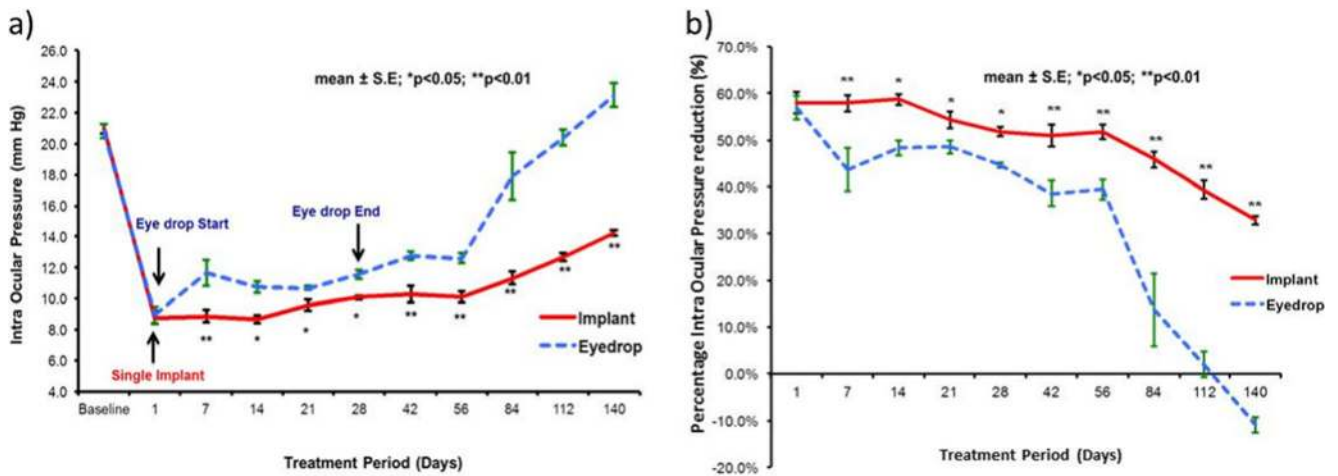 a)
Intra Ocular Pressure (mm Hg)
26.0
24.0
22.0
20.0
18.0
16.0
14.0
12.0
10.0
8.0
6.0
4.0
mean ± S.E; *p<0.05; **p<0.01
Eye drop Start
Eye drop End
Single Implant
**
*
*
*
**
**
**
**
**
Implant
Eyedrop
Baseline 1 7 14 21 28 42 56 84 112 140
Treatment Period (Days)
b)
Percentage Intra Ocular Pressure reduction (%)
70.0%
60.0%
50.0%
40.0%
30.0%
20.0%
10.0%
0.0%
-10.0%
-20.0%
mean ± S.E; *p<0.05; **p<0.01
**
*
*
*
**
**
**
**
**
Implant
Eyedrop
1 7 14 21 28 42 56 84 112 140
Treatment Period (Days)